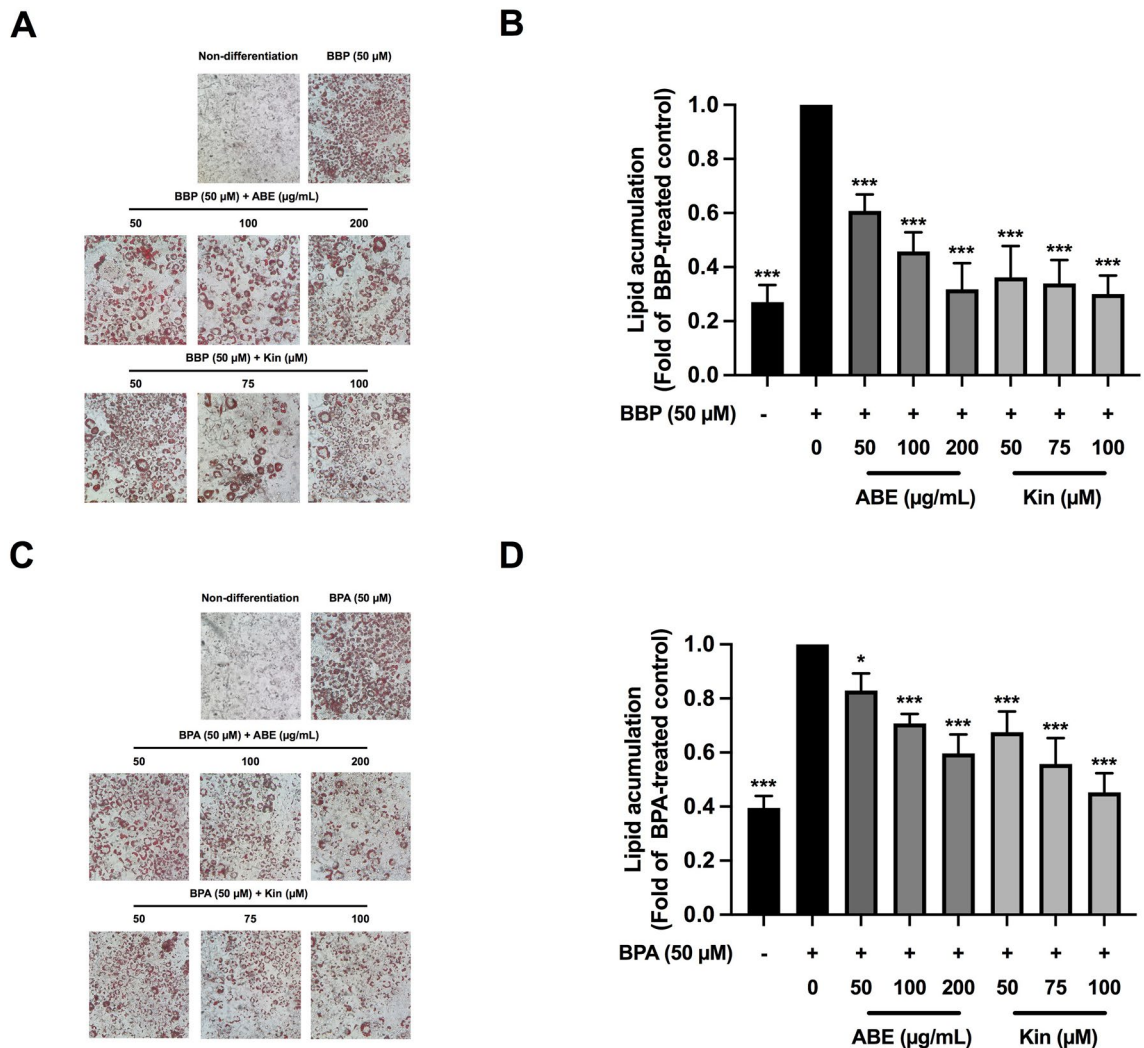 A
Non-differentiation BBP (50 µM)
BBP (50 µM) + ABE (µg/mL)
50 100 200
BBP (50 µM) + Kin (µM)
50 75 100
B
Lipid acumulation
(Fold of BBP-treated control)
1.0
0.8
0.6
0.4
0.2
0.0
*** *** *** *** *** *** ***
BBP (50 µM) - + + + + + + +
0 50 100 200 50 75 100
ABE (µg/mL) Kin (µM)
C
Non-differentiation BPA (50 µM)
BPA (50 µM) + ABE (µg/mL)
50 100 200
BPA (50 µM) + Kin (µM)
50 75 100
D
Lipid acumulation
(Fold of BPA-treated control)
1.0
0.8
0.6
0.4
0.2
0.0
*** * *** *** *** *** ***
BPA (50 µM) - + + + + + + +
0 50 100 200 50 75 100
ABE (µg/mL) Kin (µM)